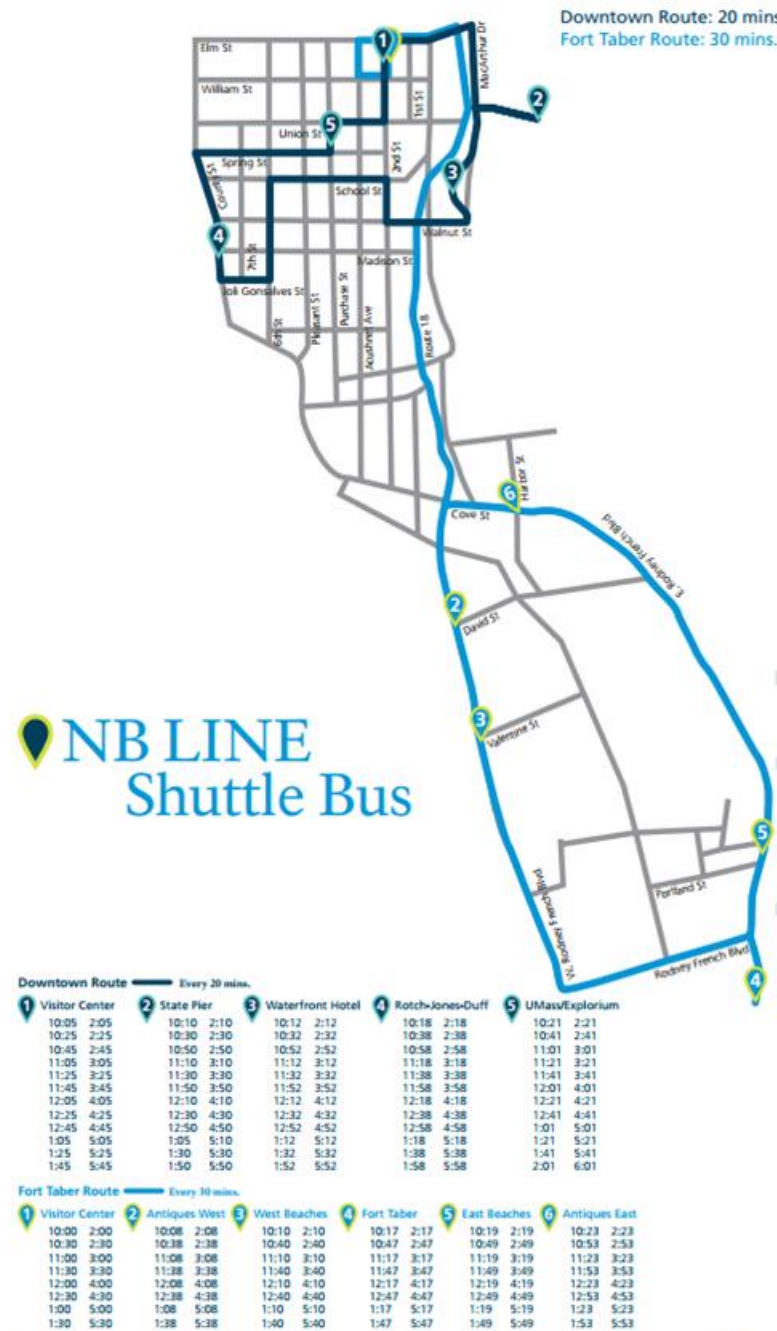 Downtown Route: 20 mins
Fort Taber Route: 30 mins.
Elm St
William St
Union St
Spring St
School St
Walnut St
Madison St
County St
7th St
6th St
Pleasant St
Purchase St
Acushnet Ave
2nd St
1st St
MacArthur Dr
Route 18
1
2
3
4
5
Harbor St
Cove St
E. Rodney French Blvd
David St
Valentine St
W. Rodney French Blvd
Portland St
Rodney French Blvd
6
2
3
5
4
NB LINE
Shuttle Bus
Downtown Route Every 20 mins.
1 Visitor Center 2 State Pier 3 Waterfront Hotel 4 Rotch-Jones-Duff 5 UMass/Explorium
10:05 2:05 10:10 2:10 10:12 2:12 10:18 2:18 10:21 2:21
10:25 2:25 10:30 2:30 10:32 2:32 10:38 2:38 10:41 2:41
10:45 2:45 10:50 2:50 10:52 2:52 10:58 2:58 11:01 3:01
11:05 3:05 11:10 3:10 11:12 3:12 11:18 3:18 11:21 3:21
11:25 3:25 11:30 3:30 11:32 3:32 11:38 3:38 11:41 3:41
11:45 3:45 11:50 3:50 11:52 3:52 11:58 3:58 12:01 4:01
12:05 4:05 12:10 4:10 12:12 4:12 12:18 4:18 12:21 4:21
12:25 4:25 12:30 4:30 12:32 4:32 12:38 4:38 12:41 4:41
12:45 4:45 12:50 4:50 12:52 4:52 12:58 4:58 1:01 5:01
1:05 5:05 1:05 5:10 1:12 5:12 1:18 5:18 1:21 5:21
1:25 5:25 1:30 5:30 1:32 5:32 1:38 5:38 1:41 5:41
1:45 5:45 1:50 5:50 1:52 5:52 1:58 5:58 2:01 6:01
Fort Taber Route Every 30 mins.
1 Visitor Center 2 Antiques West 3 West Beaches 4 Fort Taber 5 East Beaches 6 Antiques East
10:00 2:00 10:08 2:08 10:10 2:10 10:17 2:17 10:19 2:19 10:23 2:23
10:30 2:30 10:38 2:38 10:40 2:40 10:47 2:47 10:49 2:49 10:53 2:53
11:00 3:00 11:08 3:08 11:10 3:10 11:17 3:17 11:19 3:19 11:23 3:23
11:30 3:30 11:38 3:38 11:40 3:40 11:47 3:47 11:49 3:49 11:53 3:53
12:00 4:00 12:08 4:08 12:10 4:10 12:17 4:17 12:19 4:19 12:23 4:23
12:30 4:30 12:38 4:38 12:40 4:40 12:47 4:47 12:49 4:49 12:53 4:53
1:00 5:00 1:08 5:08 1:10 5:10 1:17 5:17 1:19 5:19 1:23 5:23
1:30 5:30 1:38 5:38 1:40 5:40 1:47 5:47 1:49 5:49 1:53 5:53